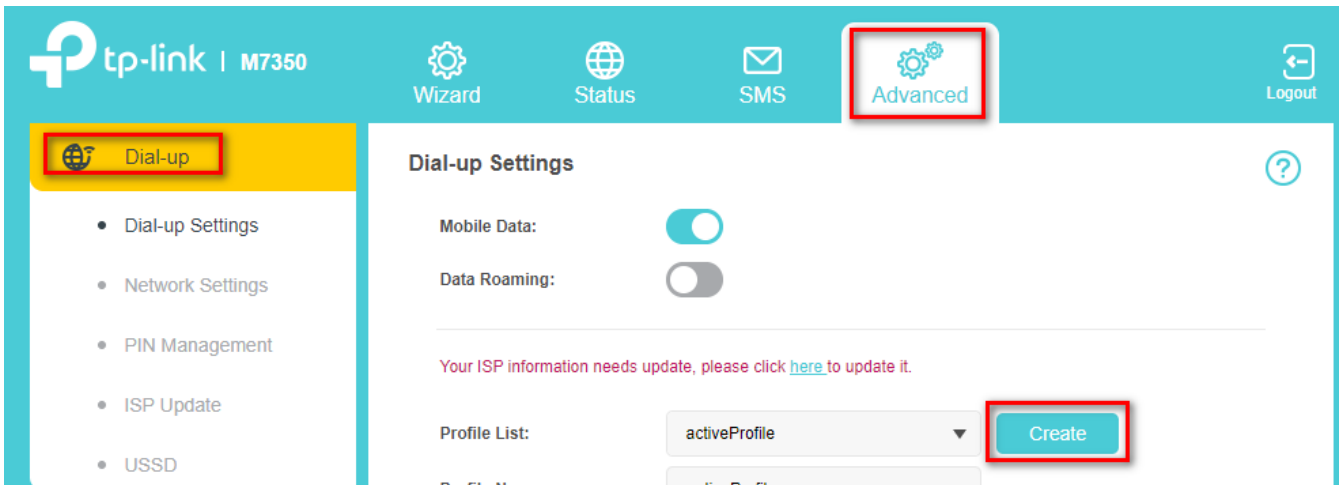 tp-link | M7350
Wizard
Status
SMS
Advanced
Logout
Dial-up
Dial-up Settings
Network Settings
PIN Management
ISP Update
USSD
Dial-up Settings
?
Mobile Data:
Data Roaming:
Your ISP information needs update, please click here to update it.
Profile List:
activeProfile
Create